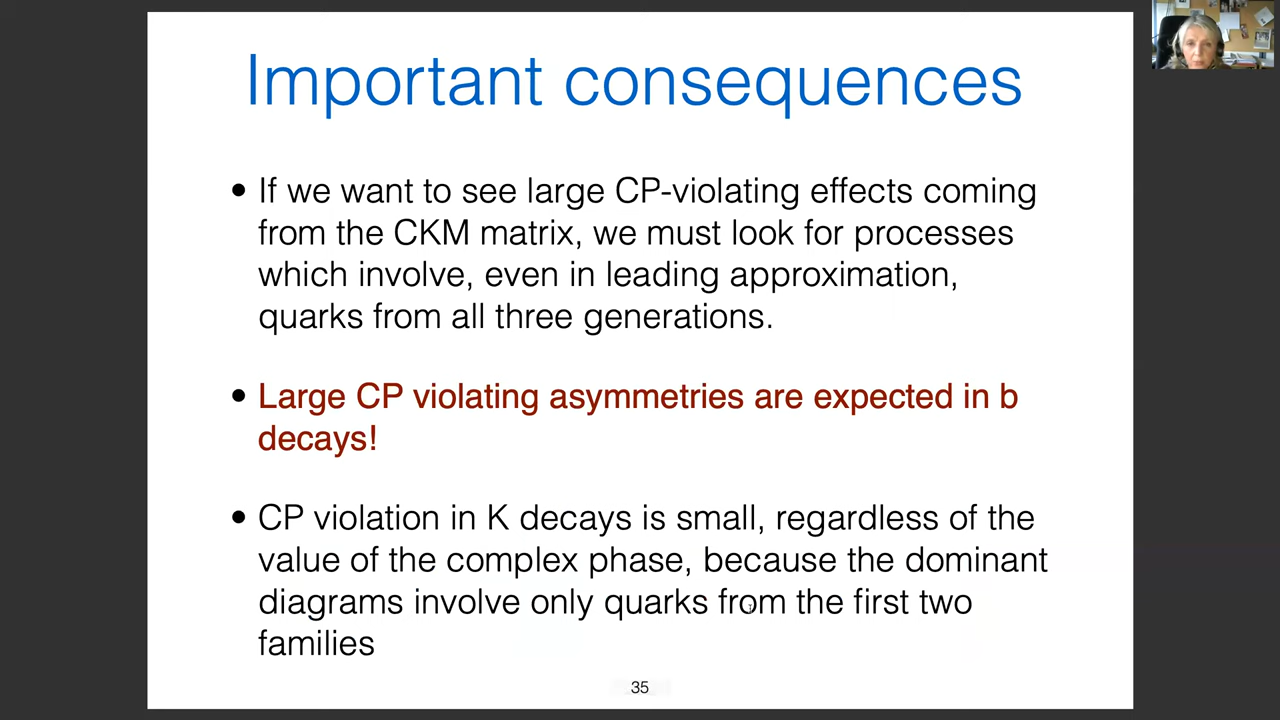 Important consequences
• If we want to see large CP-violating effects coming
from the CKM matrix, we must look for processes
which involve, even in leading approximation,
quarks from all three generations.
• Large CP violating asymmetries are expected in b
decays!
• CP violation in K decays is small, regardless of the
value of the complex phase, because the dominant
diagrams involve only quarks from the first two
families
35